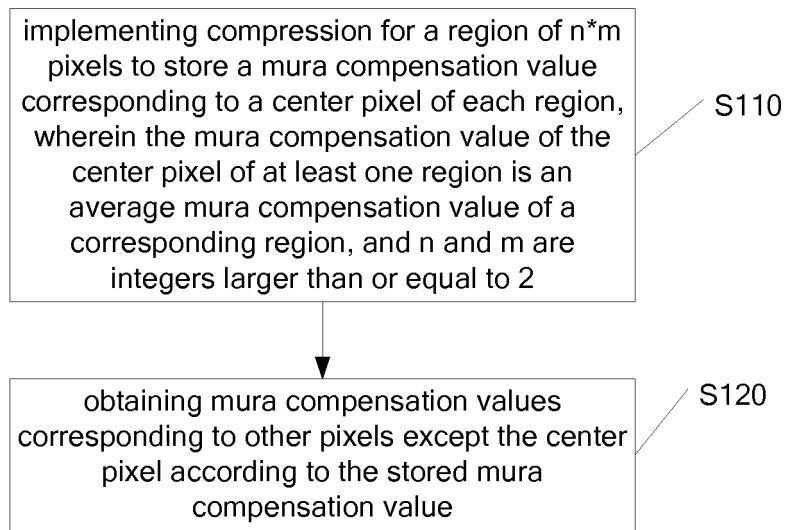 implementing compression for a region of n*m
pixels to store a mura compensation value
corresponding to a center pixel of each region,
wherein the mura compensation value of the
center pixel of at least one region is an
average mura compensation value of a
corresponding region, and n and m are
integers larger than or equal to 2
S110
obtaining mura compensation values
corresponding to other pixels except the center
pixel according to the stored mura
compensation value
S120